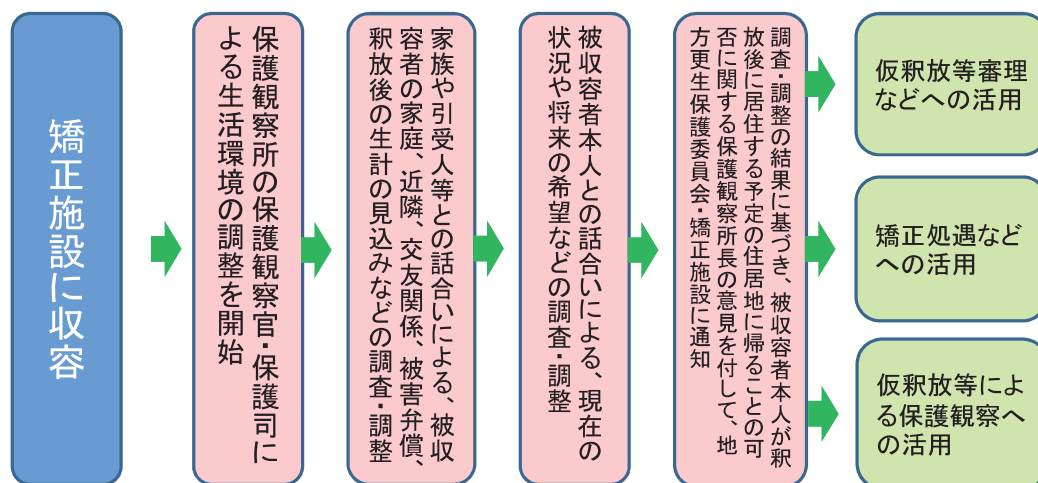 矯正施設に収容
保護観察所の保護観察官・保護司に
よる生活環境の調整を開始
家族や引受人等との話合いによる、被収
容者の家庭、近隣、交友関係、被害弁償、
釈放後の生計の見込みなどの調査・調整
被収容者本人との話合いによる、現在の
状況や将来の希望などの調査・調整
調査・調整の結果に基づき、被収容者本人が釈
放後に居住する予定の住居地に帰ることの可
否に関する保護観察所長の意見を付して、地
方更生保護委員会・矯正施設に通知
仮釈放等審理
などへの活用
矯正処遇など
への活用
仮釈放等によ
る保護観察へ
の活用